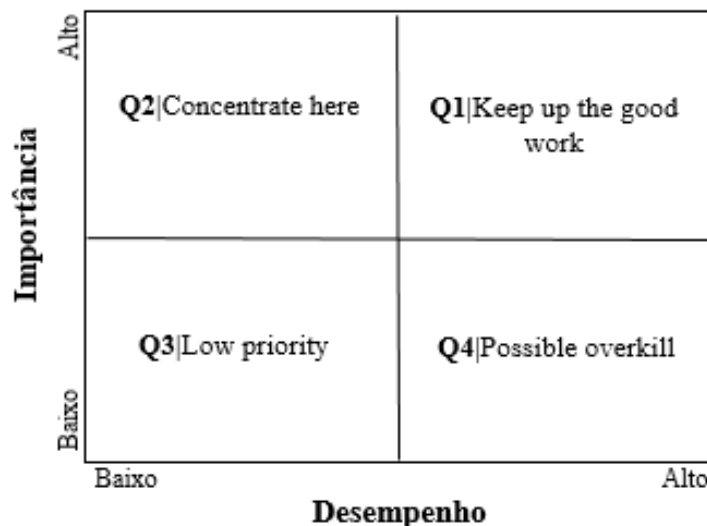 Alto
Q2|Concentrate here
Q1|Keep up the good
work
Importância
Q3|Low priority
Q4|Possible overkill
Baixo
Baixo
Alto
Desempenho